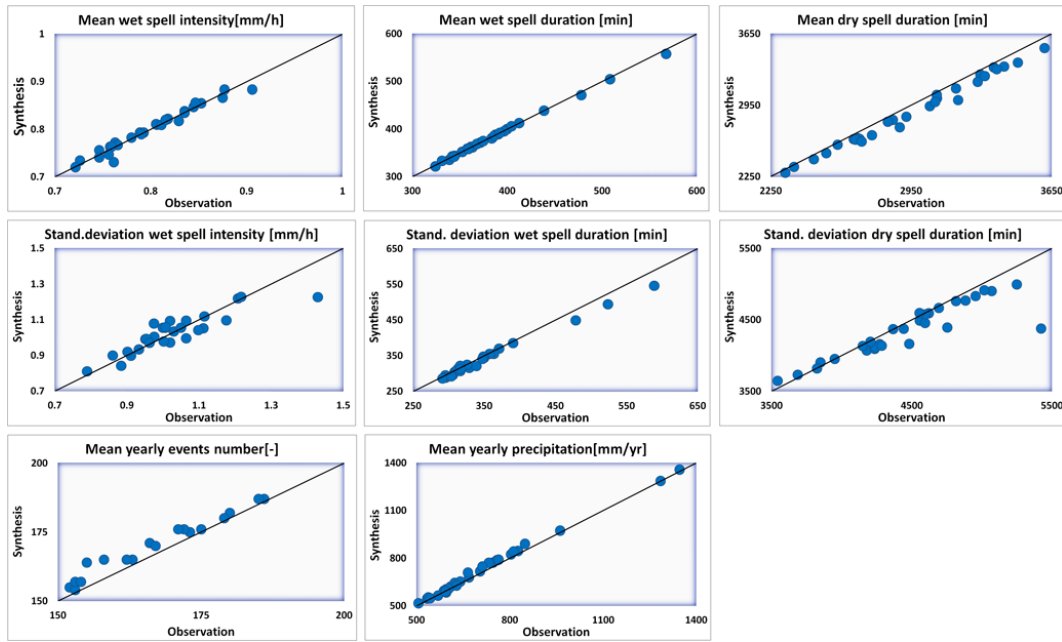 Mean wet spell intensity[mm/h]
1
0.9
0.8
0.7
Synthesis
0.7 0.8 0.9 1
Observation
Mean wet spell duration [min]
600
500
400
300
Synthesis
300 400 500 600
Observation
Mean dry spell duration [min]
3650
2950
2250
Synthesis
2250 2950 3650
Observation
Stand.deviation wet spell intensity [mm/h]
1.5
1.3
1.1
0.9
0.7
Synthesis
0.7 0.9 1.1 1.3 1.5
Observation
Stand. deviation wet spell duration [min]
650
550
450
350
250
Synthesis
250 350 450 550 650
Observation
Stand. deviation dry spell duration [min]
5500
4500
3500
Synthesis
3500 4500 5500
Observation
Mean yearly events number[-]
200
175
150
Synthesis
150 175 200
Observation
Mean yearly precipitation[mm/yr]
1400
1100
800
500
Synthesis
500 800 1100 1400
Observation